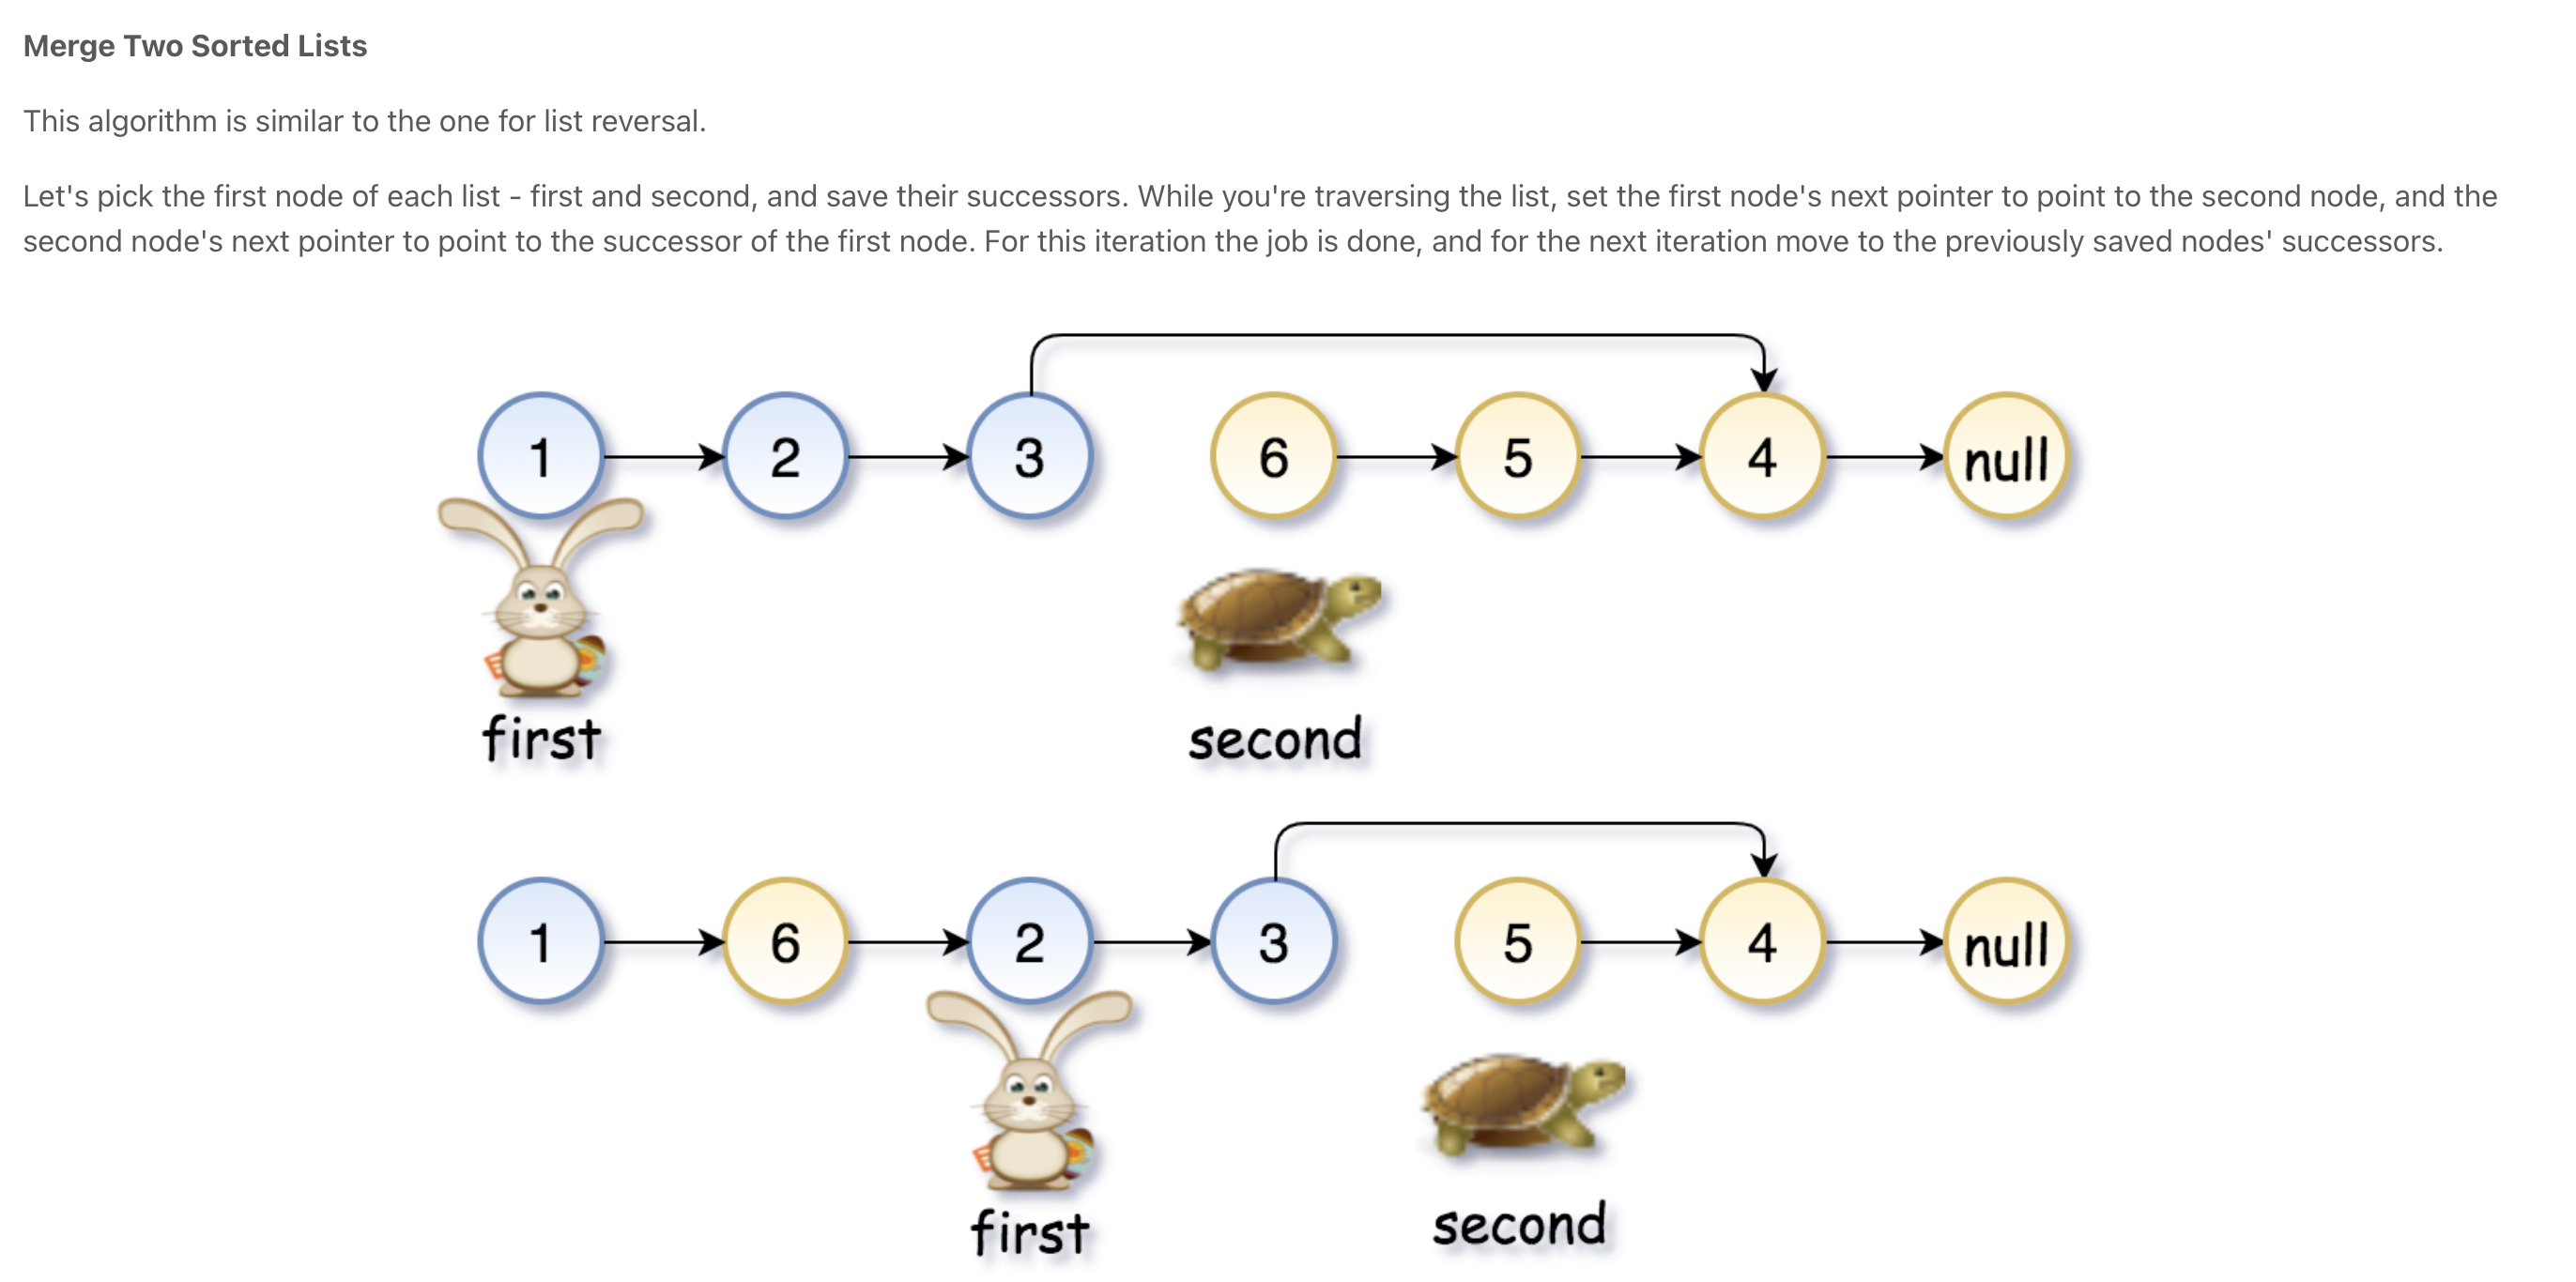 Merge Two Sorted Lists
This algorithm is similar to the one for list reversal.
Let's pick the first node of each list - first and second, and save their successors. While you're traversing the list, set the first node's next pointer to point to the second node, and the
second node's next pointer to point to the successor of the first node. For this iteration the job is done, and for the next iteration move to the previously saved nodes' successors.
1 2 3 6 5 4 null
first second
1 6 2 3 5 4 null
first second